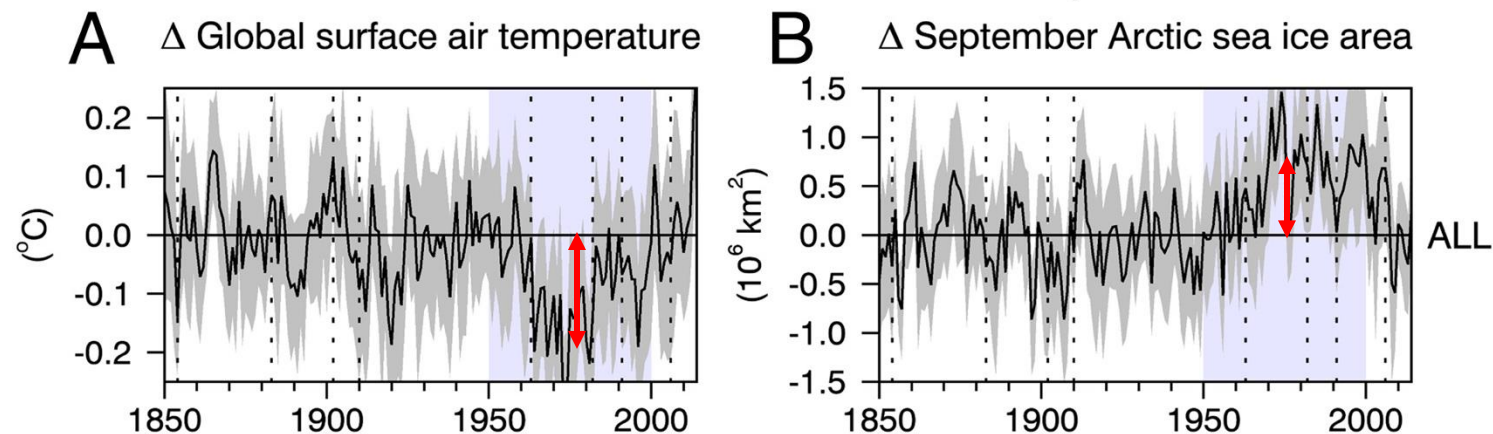 A
Δ Global surface air temperature
(°C)
0.2
0.1
0.0
-0.1
-0.2
1850
1900
1950
2000
B
Δ September Arctic sea ice area
(10⁶ km²)
1.5
1.0
0.5
0.0
-0.5
-1.0
-1.5
1850
1900
1950
2000
ALL